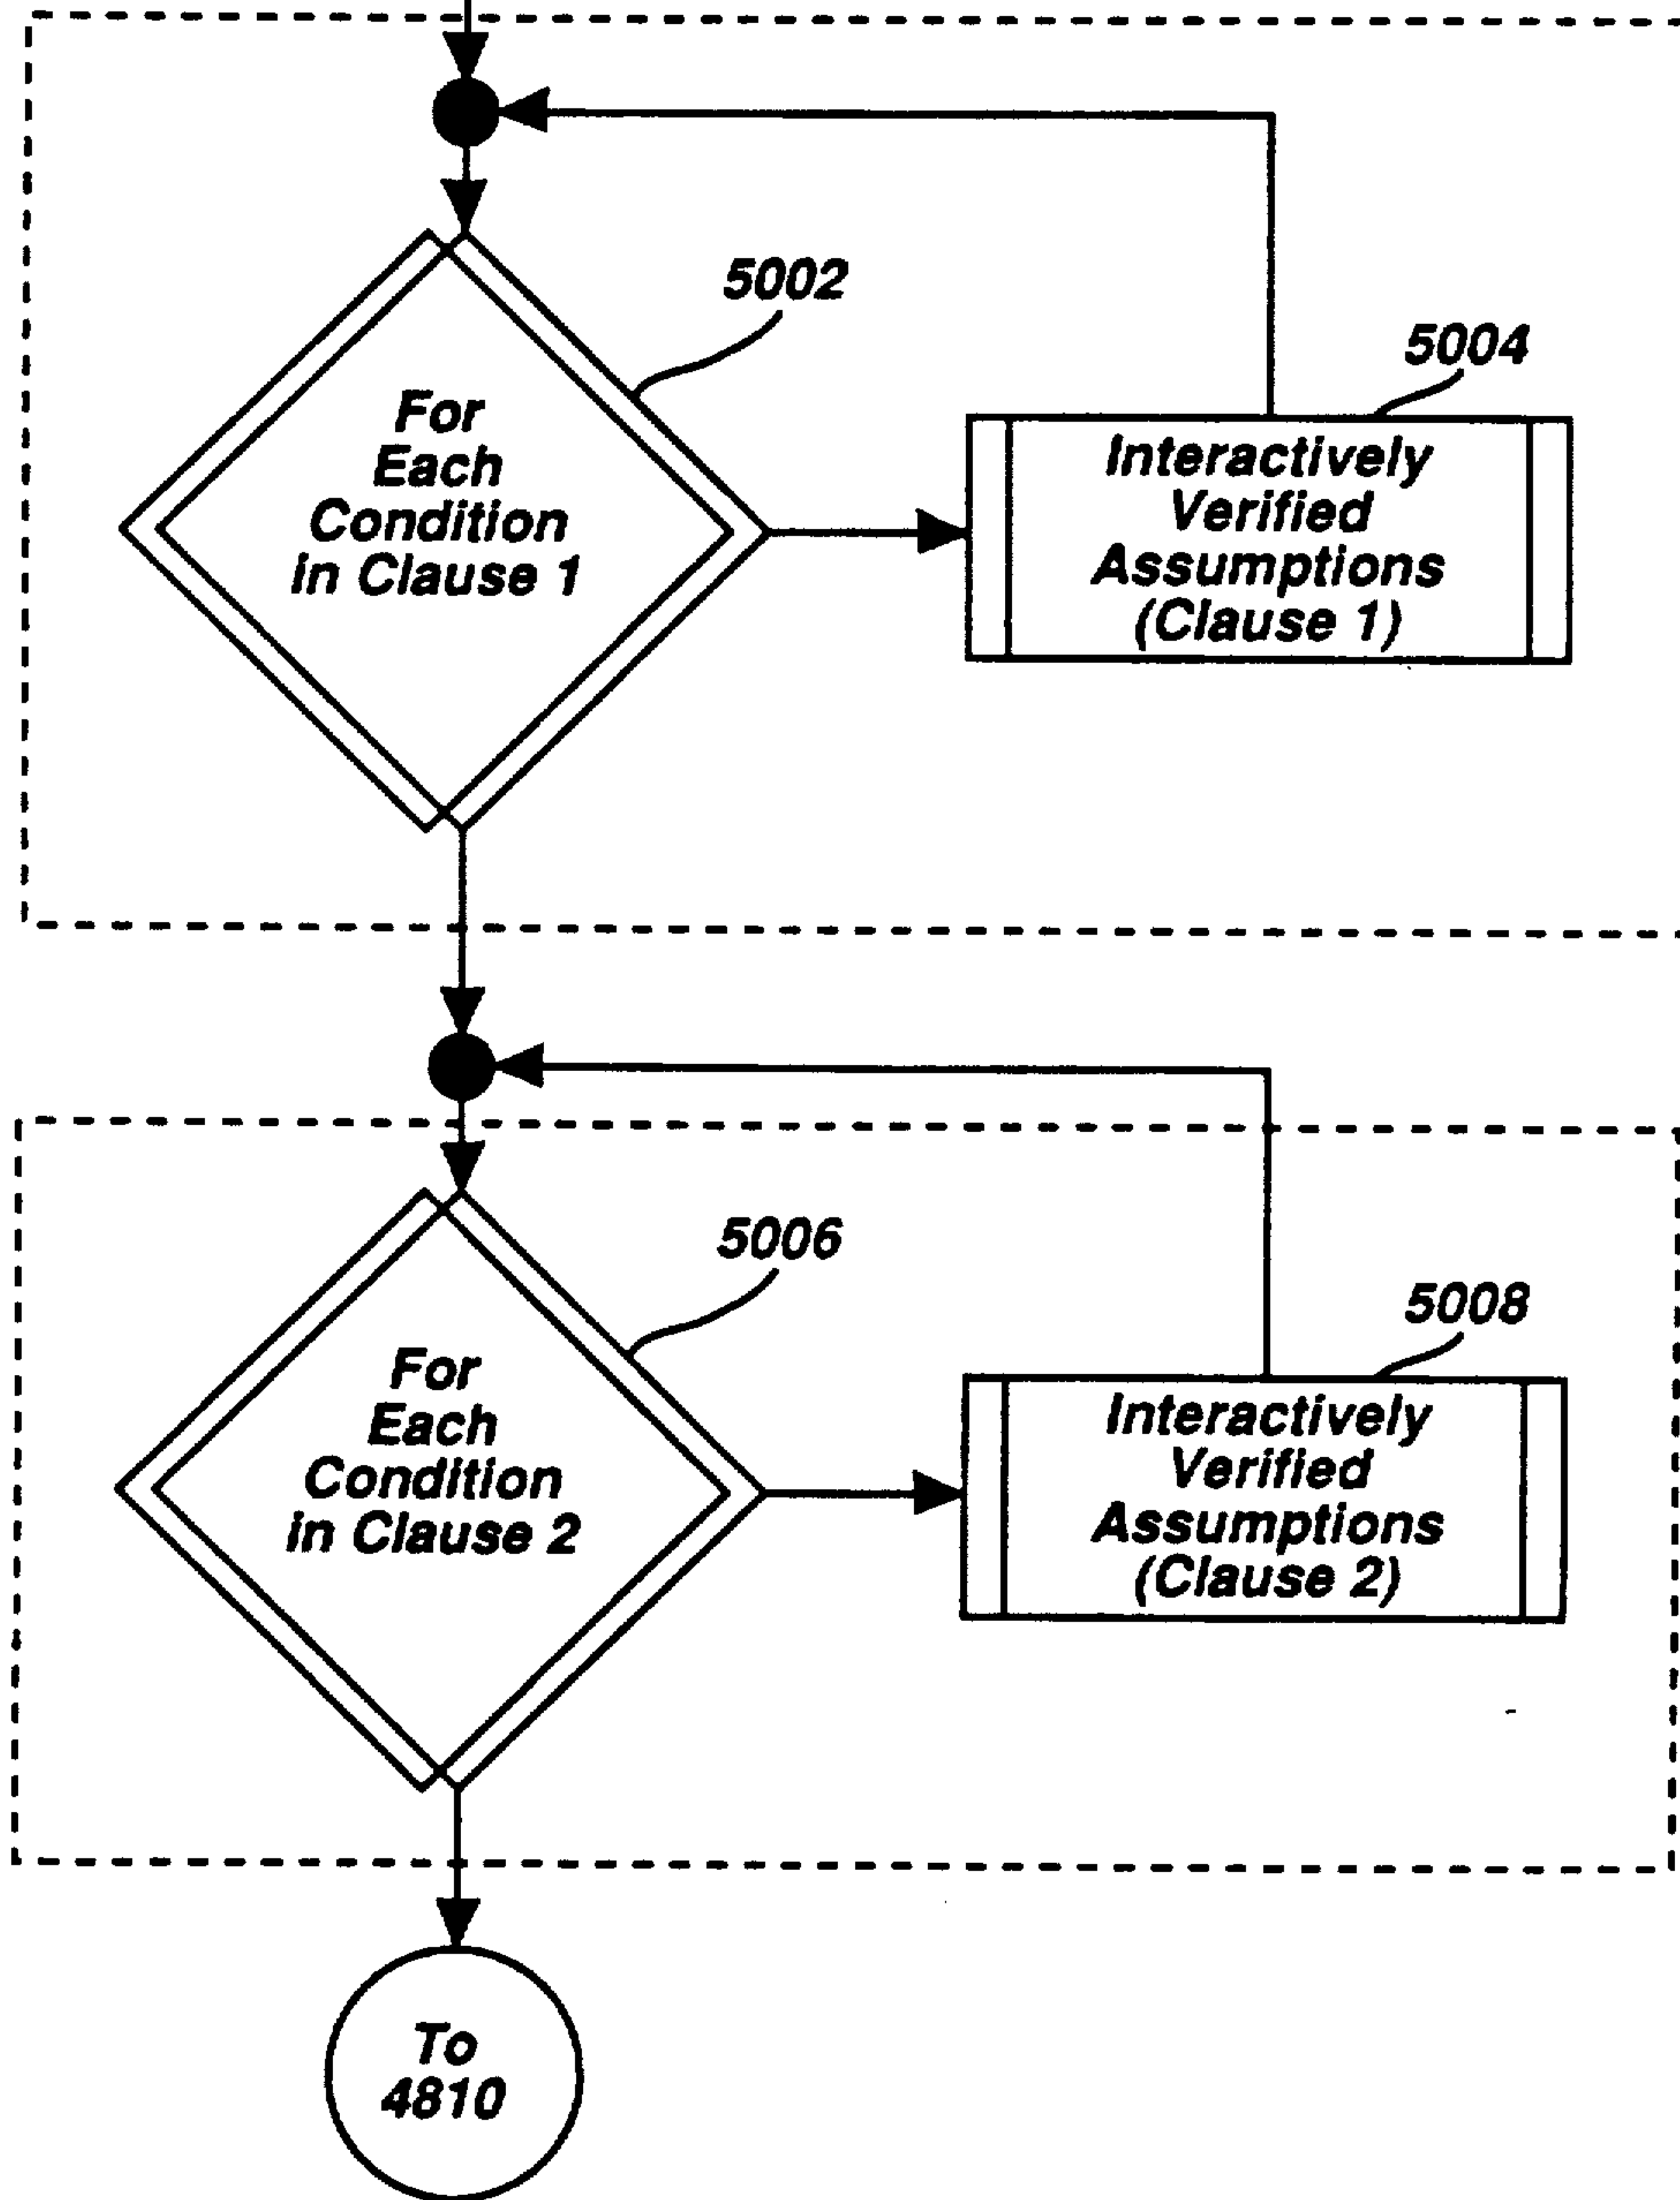 5002
For
Each
Condition
in Clause 1
5004
Interactively
Verified
Assumptions
(Clause 1)
5006
For
Each
Condition
in Clause 2
5008
Interactively
Verified
Assumptions
(Clause 2)
To
4810